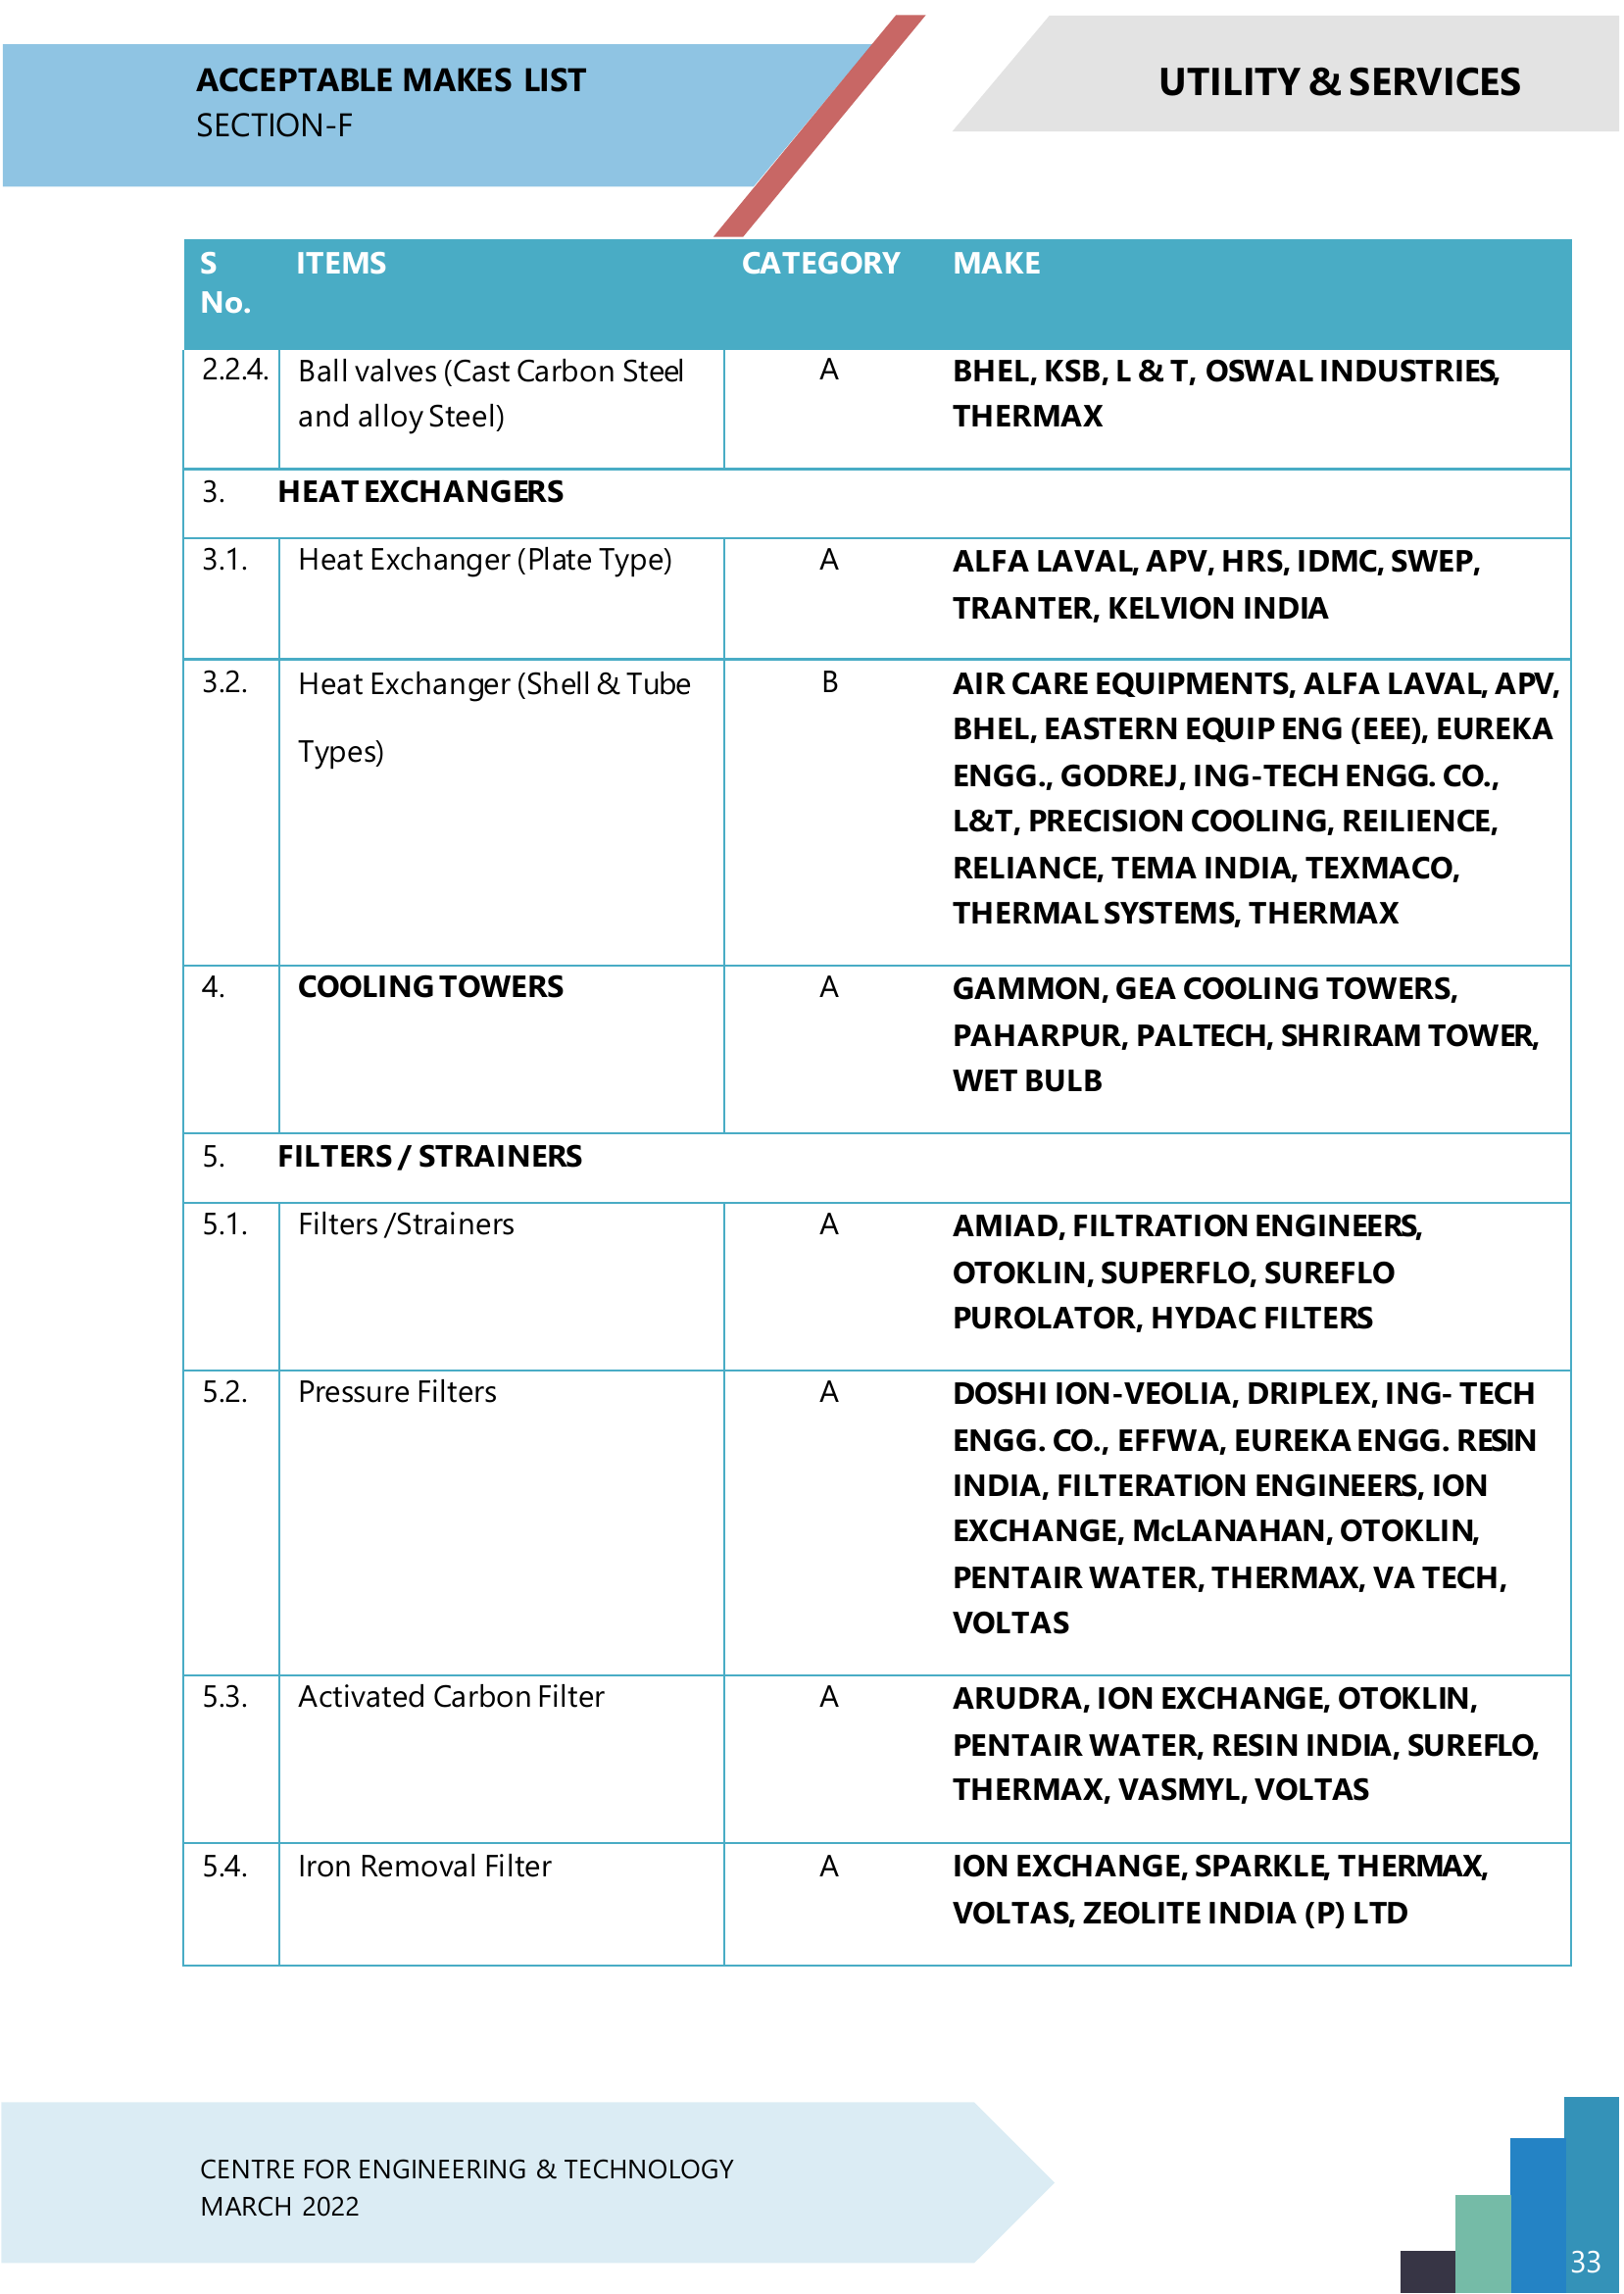 ACCEPTABLE MAKES LIST
SECTION-F
UTILITY & SERVICES
S No. ITEMS CATEGORY MAKE
2.2.4. Ball valves (Cast Carbon Steel and alloy Steel) A BHEL, KSB, L & T, OSWAL INDUSTRIES,
THERMAX
3. HEAT EXCHANGERS
3.1. Heat Exchanger (Plate Type) A ALFA LAVAL, APV, HRS, IDMC, SWEP,
TRANTER, KELVION INDIA
3.2. Heat Exchanger (Shell & Tube Types) B AIR CARE EQUIPMENTS, ALFA LAVAL, APV,
BHEL, EASTERN EQUIP ENG (EEE), EUREKA
ENGG., GODREJ, ING-TECH ENGG. CO.,
L&T, PRECISION COOLING, REILIENCE,
RELIANCE, TEMA INDIA, TEXMACO,
THERMAL SYSTEMS, THERMAX
4. COOLING TOWERS A GAMMON, GEA COOLING TOWERS,
PAHARPUR, PALTECH, SHRIRAM TOWER,
WET BULB
5. FILTERS / STRAINERS
5.1. Filters /Strainers A AMIAD, FILTRATION ENGINEERS,
OTOKLIN, SUPERFLO, SUREFLO
PUROLATOR, HYDAC FILTERS
5.2. Pressure Filters A DOSHI ION-VEOLIA, DRIPLEX, ING- TECH
ENGG. CO., EFFWA, EUREKA ENGG. RESIN
INDIA, FILTERATION ENGINEERS, ION
EXCHANGE, McLANAHAN, OTOKLIN,
PENTAIR WATER, THERMAX, VA TECH,
VOLTAS
5.3. Activated Carbon Filter A ARUDRA, ION EXCHANGE, OTOKLIN,
PENTAIR WATER, RESIN INDIA, SUREFLO,
THERMAX, VASMYL, VOLTAS
5.4. Iron Removal Filter A ION EXCHANGE, SPARKLE, THERMAX,
VOLTAS, ZEOLITE INDIA (P) LTD
CENTRE FOR ENGINEERING & TECHNOLOGY
MARCH 2022
33